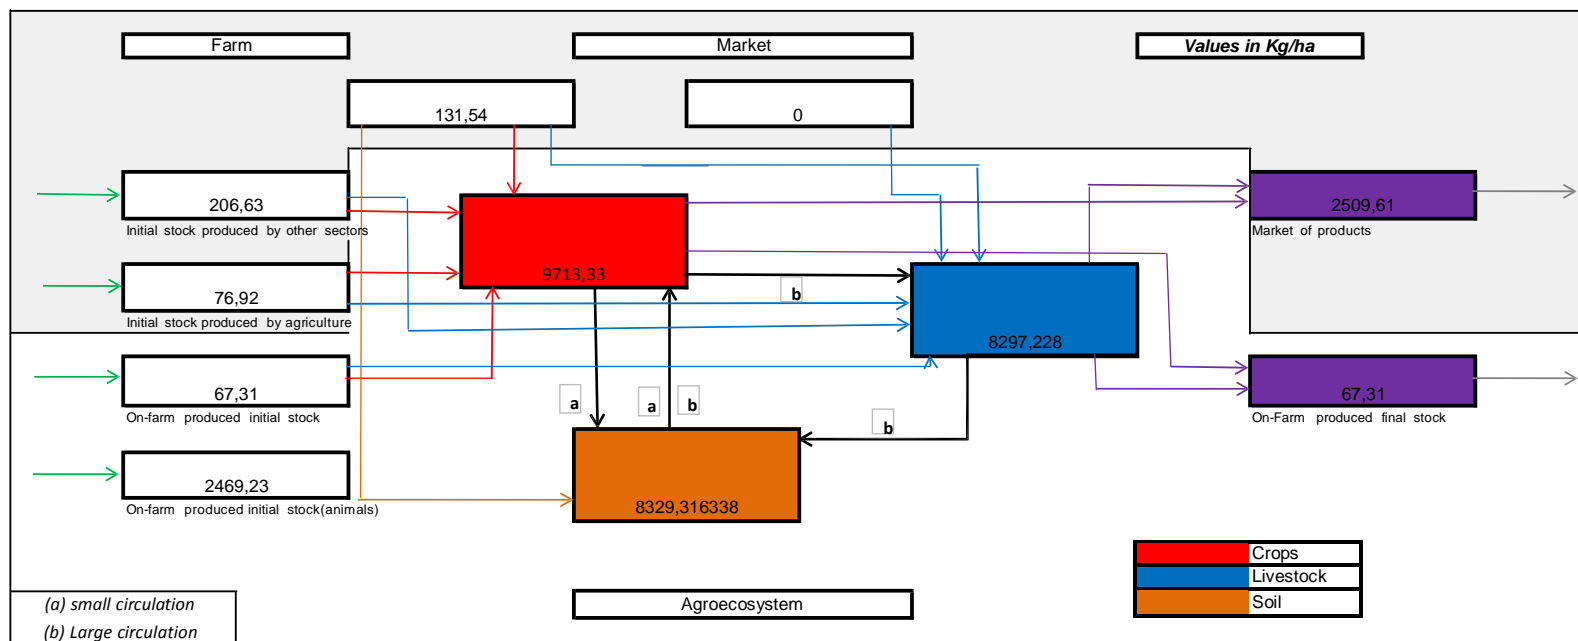 Farm
Market
Values in Kg/ha
131,54
0
206,63
Initial stock produced by other sectors
9713,33
2509,61
Market of products
76,92
Initial stock produced by agriculture
b
8297,228
67,31
On-farm produced initial stock
a
a
b
b
67,31
On-Farm produced final stock
2469,23
On-farm produced initial stock(animals)
8329,316338
Crops
Livestock
Soil
Agroecosystem
(a) small circulation
(b) Large circulation